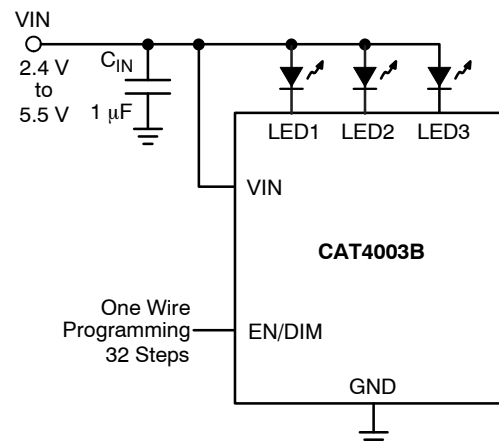 VIN
2.4 V
to
5.5 V
CIN
1 μF
LED1
LED2
LED3
VIN
CAT4003B
One Wire
Programming
32 Steps
EN/DIM
GND